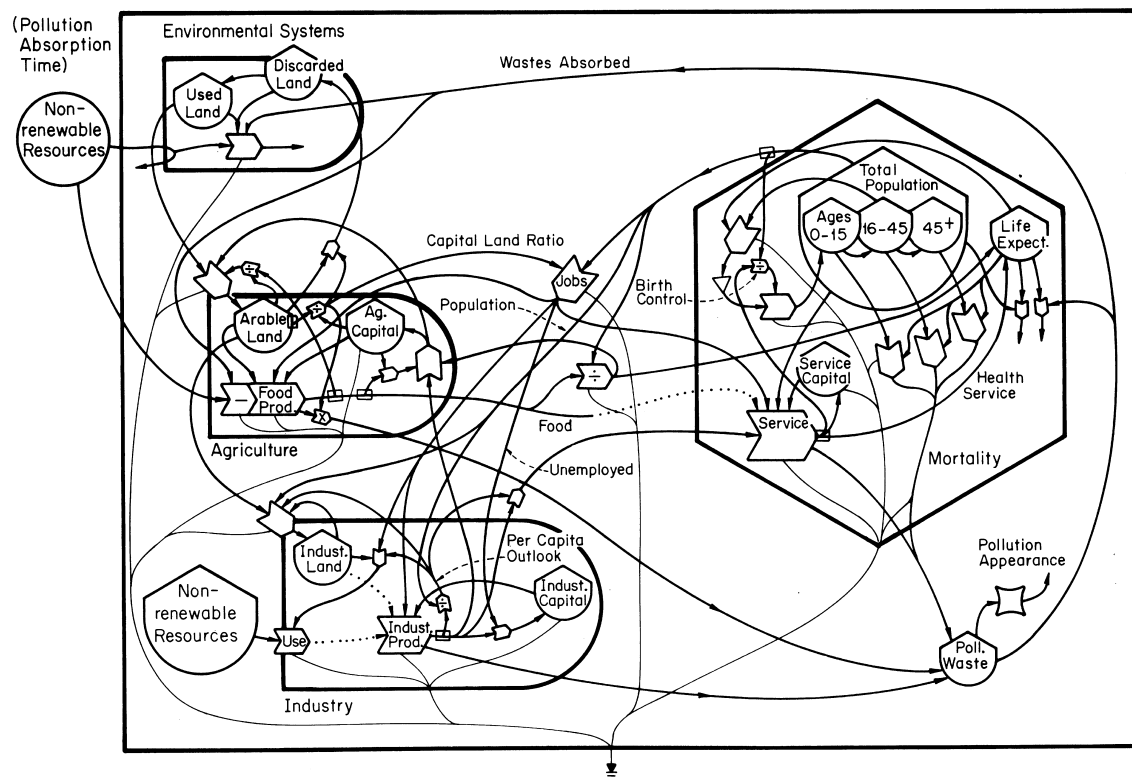 (Pollution
Absorption
Time)
Environmental Systems
Discarded
Land
Used
Land
Wastes Absorbed
Non-
renewable
Resources
Total
Population
Ages
0-15
16-45
45+
Life
Expect.
Capital Land Ratio
Jobs
Birth
Control
Population
Arable
Land
Ag.
Capital
÷
÷
÷
÷
Service
Capital
Health
Service
–
Food
Prod.
x
Food
Service
Agriculture
Unemployed
Mortality
Indust.
Land
Per Capita
Outlook
Pollution
Appearance
Non-
renewable
Resources
÷
Indust.
Capital
Use
Indust.
Prod.
Poll.
Waste
Industry